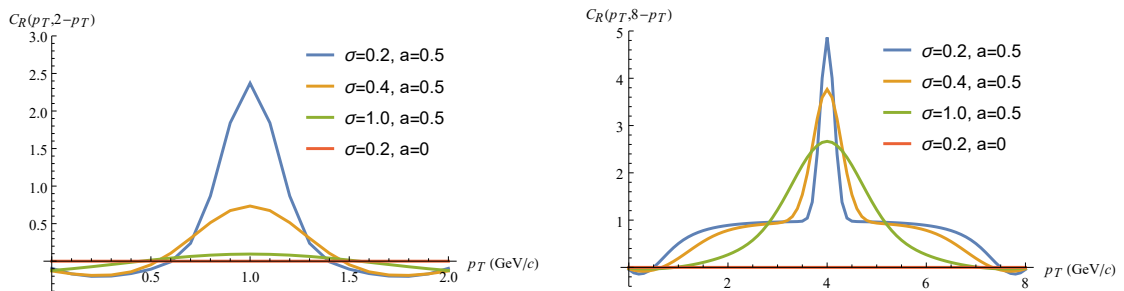 C_R(p_T,2−p_T)
3.0
2.5
2.0
1.5
1.0
0.5
0.5
1.0
1.5
2.0
p_T (GeV/c)
σ=0.2, a=0.5
σ=0.4, a=0.5
σ=1.0, a=0.5
σ=0.2, a=0
C_R(p_T,8−p_T)
5
4
3
2
1
2
4
6
8
p_T (GeV/c)
σ=0.2, a=0.5
σ=0.4, a=0.5
σ=1.0, a=0.5
σ=0.2, a=0